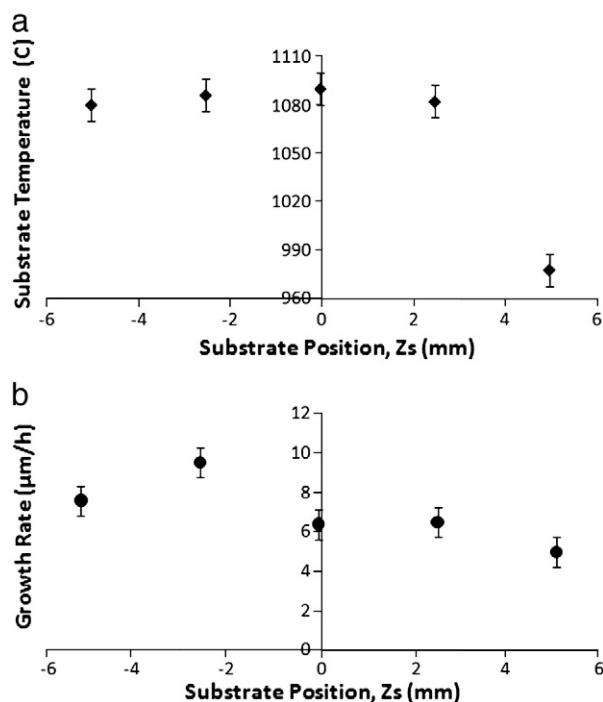 a
Substrate Temperature (C)
1110
1080
1050
1020
990
960
-6 -4 -2 0 2 4 6
Substrate Position, Zs (mm)
b
Growth Rate (μm/h)
12
10
8
6
4
2
0
-6 -4 -2 0 2 4 6
Substrate Position, Zs (mm)